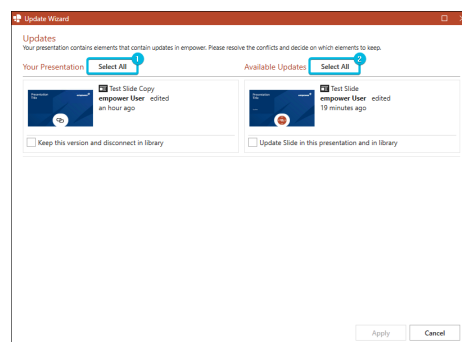 Update Wizard
Updates
Your presentation contains elements that contain updates in empower. Please resolve the conflicts and decide on which elements to keep.
Your Presentation Select All 1
Available Updates Select All 2
Test Slide Copy
empower User edited
an hour ago
Keep this version and disconnect in library
Test Slide
empower User edited
19 minutes ago
Update Slide in this presentation and in library
Apply Cancel